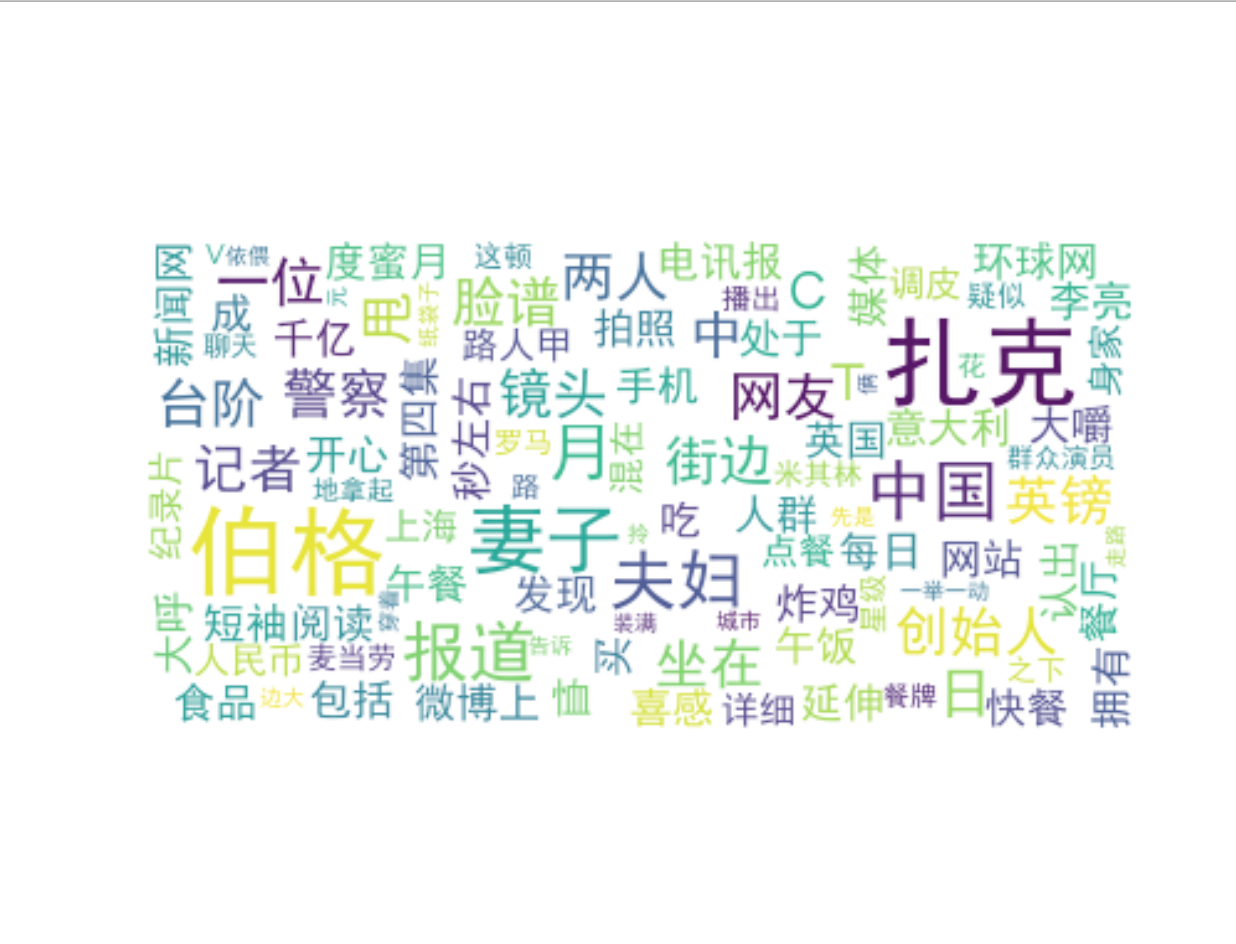 新闻网
V
依偎
一位
元
度蜜月
这顿
两人
电讯报
C
媒体
调皮
环球网
疑似
李亮
成
聊天
千亿
甩
纸袋子
脸谱
路人甲
拍照
播出
中
处于
扎克
花
身家
台阶
警察
第四集
秒左右
镜头
手机
网友
T
俩
意大利
大嚼
记者
开心
地拿起
罗马
路
月
混在
街边
英国
米其林
中国
群众演员
英镑
纪录片
伯格
上海
妻子
拎
吃
人群
先是
点餐
每日
网站
认出
走路
餐厅
午餐
发现
夫妇
炸鸡
星级
一举一动
大呼
短袖
阅读
穿着
报道
告诉
装满
城市
创始人
人民币
麦当劳
买
坐在
午饭
之下
拥有
食品
边大
包括
微博上
恤
喜感
详细
延伸
餐牌
日
快餐